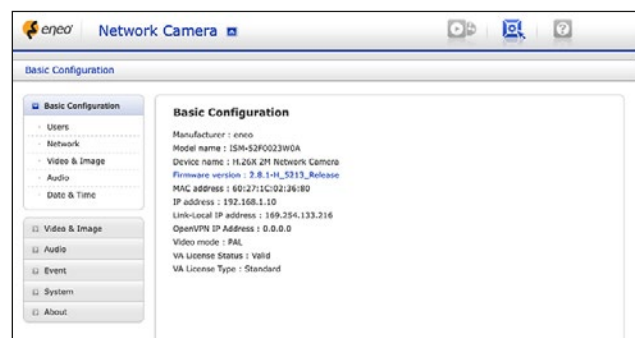 eneo Network Camera
Basic Configuration
Basic Configuration
Users
Network
Video & Image
Audio
Date & Time
Video & Image
Audio
Event
System
About
Basic Configuration
Manufacturer : eneo
Model name : ISM-52F0023W0A
Device name : H.26X 2M Network Camera
Firmware version : 2.8.1-H_5213_Release
MAC address : 60:27:1C:02:36:80
IP address : 192.168.1.10
Link-Local IP address : 169.254.133.216
OpenVPN IP Address : 0.0.0.0
Video mode : PAL
VA License Status : Valid
VA License Type : Standard